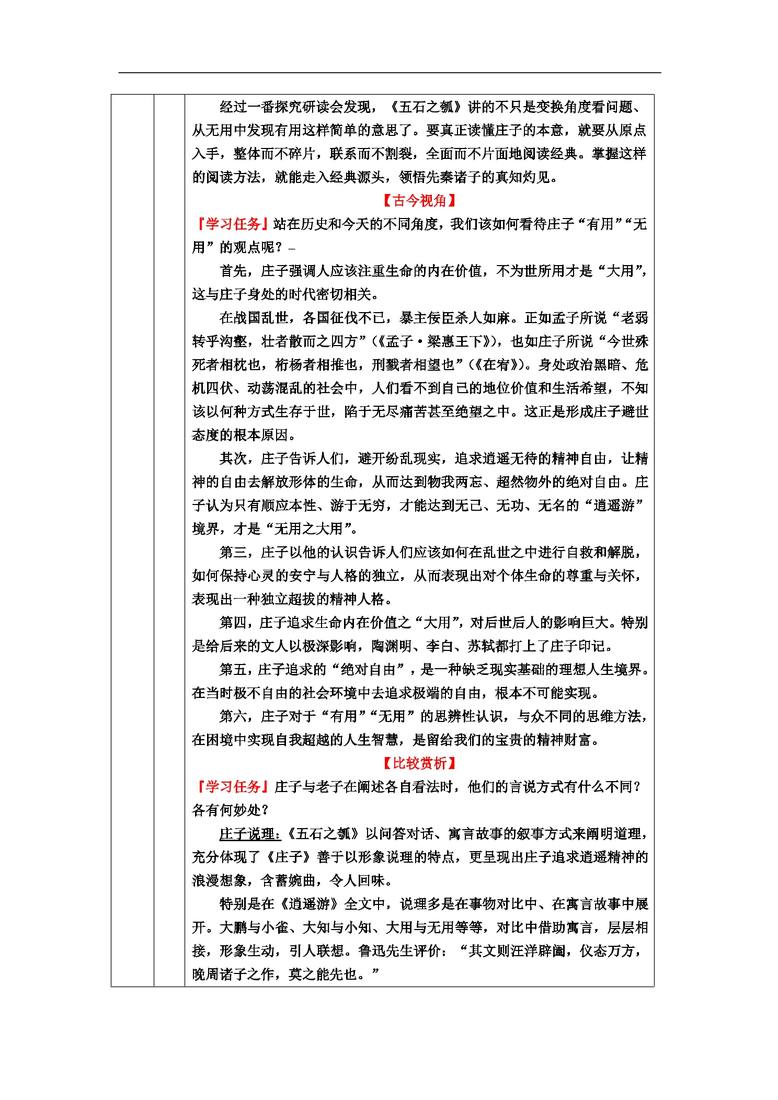 经过一番探究研读会发现，《五石之瓠》讲的不只是变换角度看问题、
从无用中发现有用这样简单的意思了。要真正读懂庄子的本意，就要从原点
入手，整体而不碎片，联系而不割裂，全面而不片面地阅读经典。掌握这样
的阅读方法，就能走入经典源头，领悟先秦诸子的真知灼见。
【古今视角】
『学习任务』站在历史和今天的不同角度，我们该如何看待庄子“有用”“无
用”的观点呢？–
首先，庄子强调人应该注重生命的内在价值，不为世所用才是“大用”，
这与庄子身处的时代密切相关。
在战国乱世，各国征伐不已，暴主佞臣杀人如麻。正如孟子所说“老弱
转乎沟壑，壮者散而之四方”（《孟子·梁惠王下》），也如庄子所说“今世殊
死者相枕也，桁杨者相推也，刑戮者相望也”（《在宥》）。身处政治黑暗、危
机四伏、动荡混乱的社会中，人们看不到自己的地位价值和生活希望，不知
该以何种方式生存于世，陷于无尽痛苦甚至绝望之中。这正是形成庄子避世
态度的根本原因。
其次，庄子告诉人们，避开纷乱现实，追求逍遥无待的精神自由，让精
神的自由去解放形体的生命，从而达到物我两忘、超然物外的绝对自由。庄
子认为只有顺应本性、游于无穷，才能达到无己、无功、无名的“逍遥游”
境界，才是“无用之大用”。
第三，庄子以他的认识告诉人们应该如何在乱世之中进行自救和解脱，
如何保持心灵的安宁与人格的独立，从而表现出对个体生命的尊重与关怀，
表现出一种独立超拔的精神人格。
第四，庄子追求生命内在价值之“大用”，对后世后人的影响巨大。特别
是给后来的文人以极深影响，陶渊明、李白、苏轼都打上了庄子印记。
第五，庄子追求的“绝对自由”，是一种缺乏现实基础的理想人生境界。
在当时极不自由的社会环境中去追求极端的自由，根本不可能实现。
第六，庄子对于“有用”“无用”的思辨性认识，与众不同的思维方法，
在困境中实现自我超越的人生智慧，是留给我们的宝贵的精神财富。
【比较赏析】
『学习任务』庄子与老子在阐述各自看法时，他们的言说方式有什么不同？
各有何妙处？
庄子说理：《五石之瓠》以问答对话、寓言故事的叙事方式来阐明道理，
充分体现了《庄子》善于以形象说理的特点，更呈现出庄子追求逍遥精神的
浪漫想象，含蓄婉曲，令人回味。
特别是在《逍遥游》全文中，说理多是在事物对比中、在寓言故事中展
开。大鹏与小雀、大知与小知、大用与无用等等，对比中借助寓言，层层相
接，形象生动，引人联想。鲁迅先生评价：“其文则汪洋辟阖，仪态万方，
晚周诸子之作，莫之能先也。”